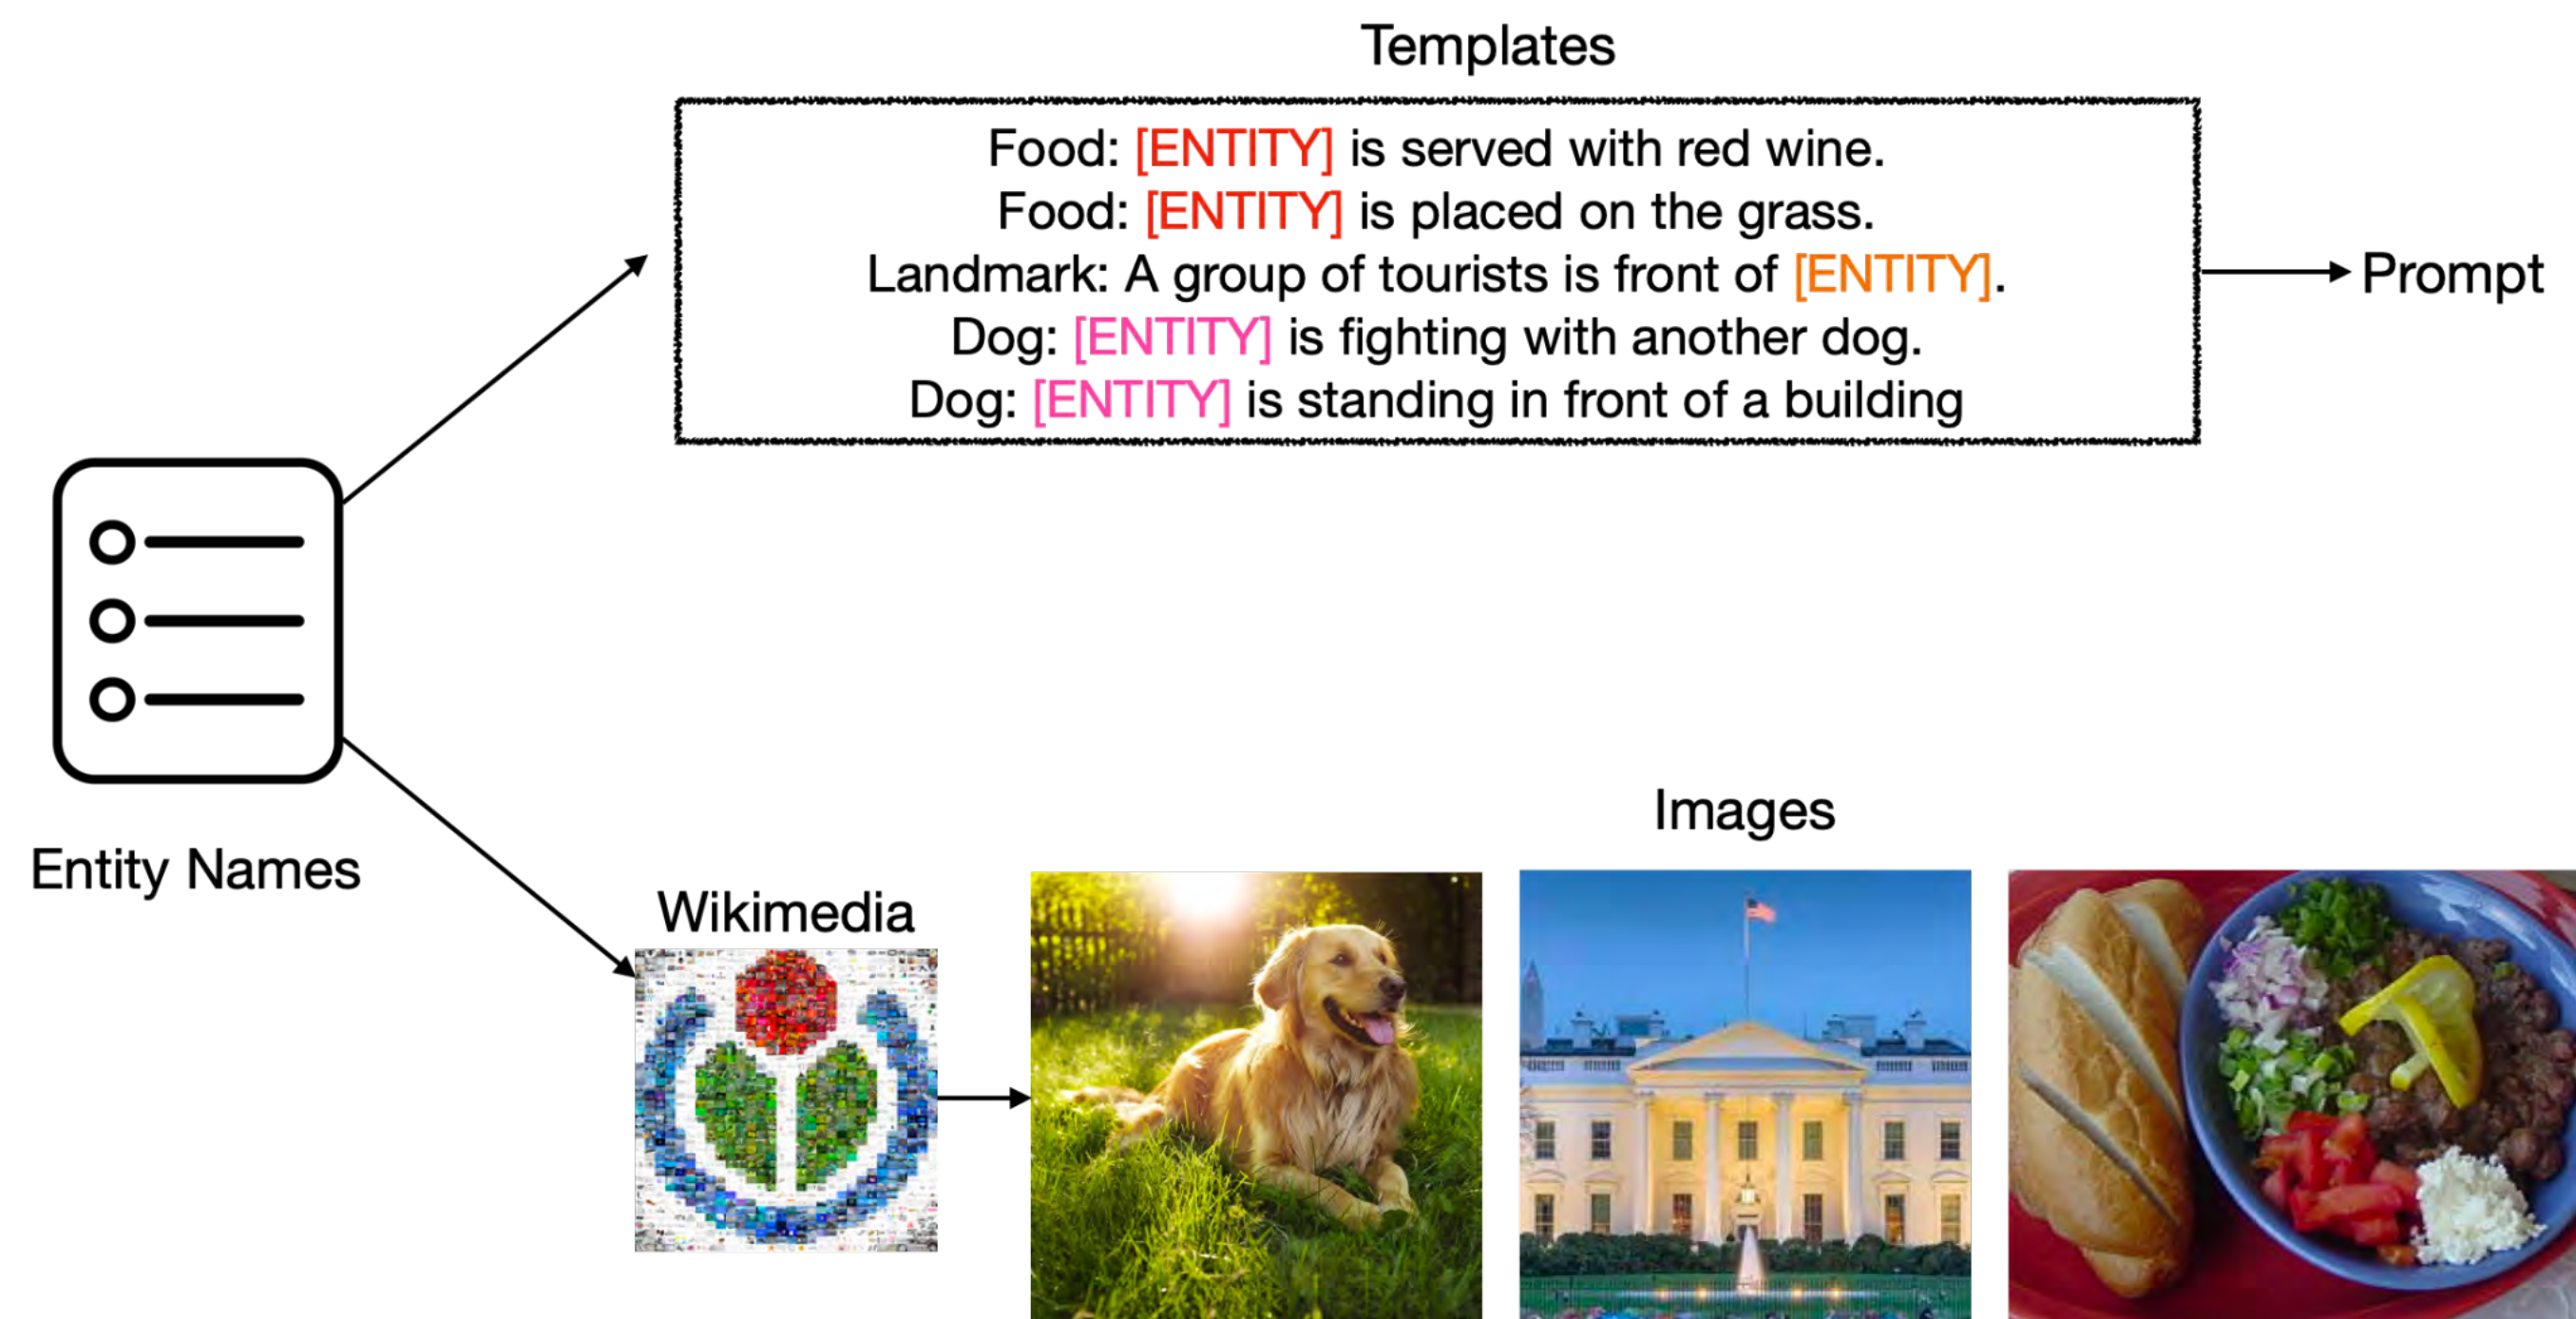 Templates
Food: [ENTITY] is served with red wine.
Food: [ENTITY] is placed on the grass.
Landmark: A group of tourists is front of [ENTITY].
Dog: [ENTITY] is fighting with another dog.
Dog: [ENTITY] is standing in front of a building
Prompt
Entity Names
Images
Wikimedia